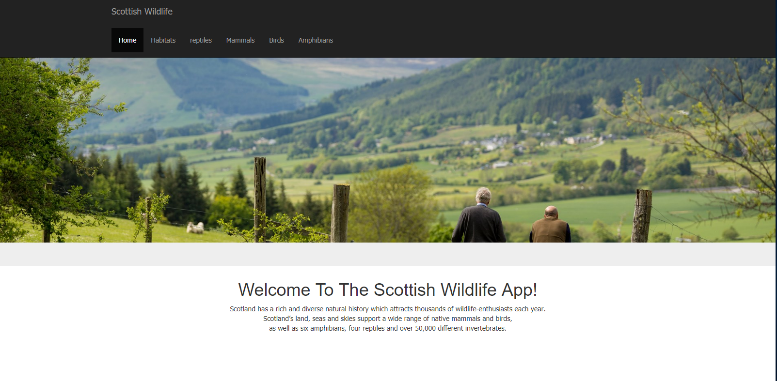 Scottish Wildlife
Home Habitats reptiles Mammals Birds Amphibians
Welcome To The Scottish Wildlife App!
Scotland has a rich and diverse natural history which attracts thousands of wildlife enthusiasts each year.
Scotland's land, seas and skies support a wide range of native mammals and birds,
as well as six amphibians, four reptiles and over 50,000 different invertebrates.